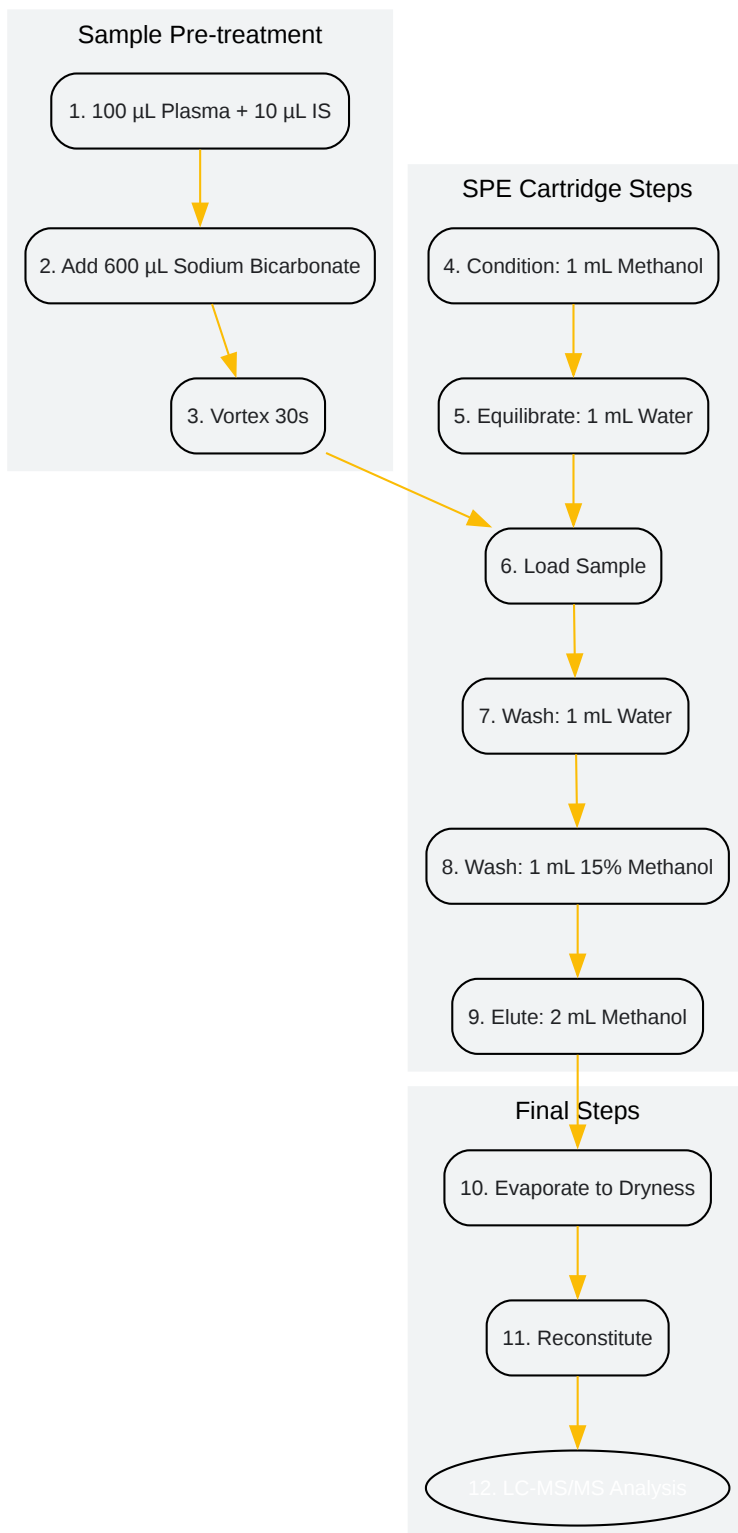 Sample Pre-treatment
1. 100 µL Plasma + 10 µL IS
2. Add 600 µL Sodium Bicarbonate
3. Vortex 30s
SPE Cartridge Steps
4. Condition: 1 mL Methanol
5. Equilibrate: 1 mL Water
6. Load Sample
7. Wash: 1 mL Water
8. Wash: 1 mL 15% Methanol
9. Elute: 2 mL Methanol
Final Steps
10. Evaporate to Dryness
11. Reconstitute
12. LC-MS/MS Analysis